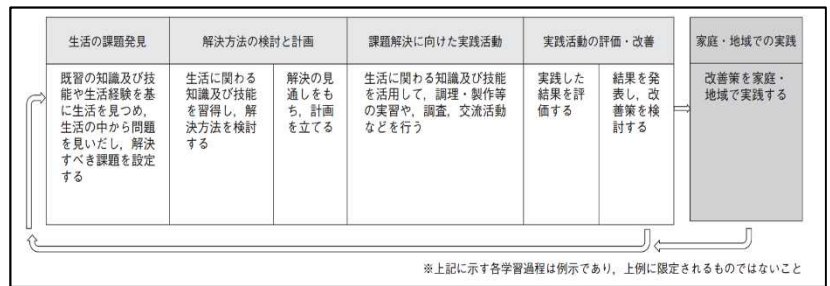 生活の課題発見
解決方法の検討と計画
課題解決に向けた実践活動
実践活動の評価・改善
家庭・地域での実践
既習の知識及び技
能や生活経験を基
に生活を見つめ，
生活の中から問題
を見いだし，解決
すべき課題を設定
する
生活に関わる
知識及び技能
を習得し，解
決方法を検討
する
解決の見
通しをも
ち，計画
を立てる
生活に関わる知識及び技能
を活用して，調理・製作等
の実習や，調査，交流活動
などを行う
実践した
結果を評
価する
結果を発
表し，改
善策を検
討する
改善策を家庭・
地域で実践する
※上記に示す各学習過程は例示であり，上例に限定されるものではないこと